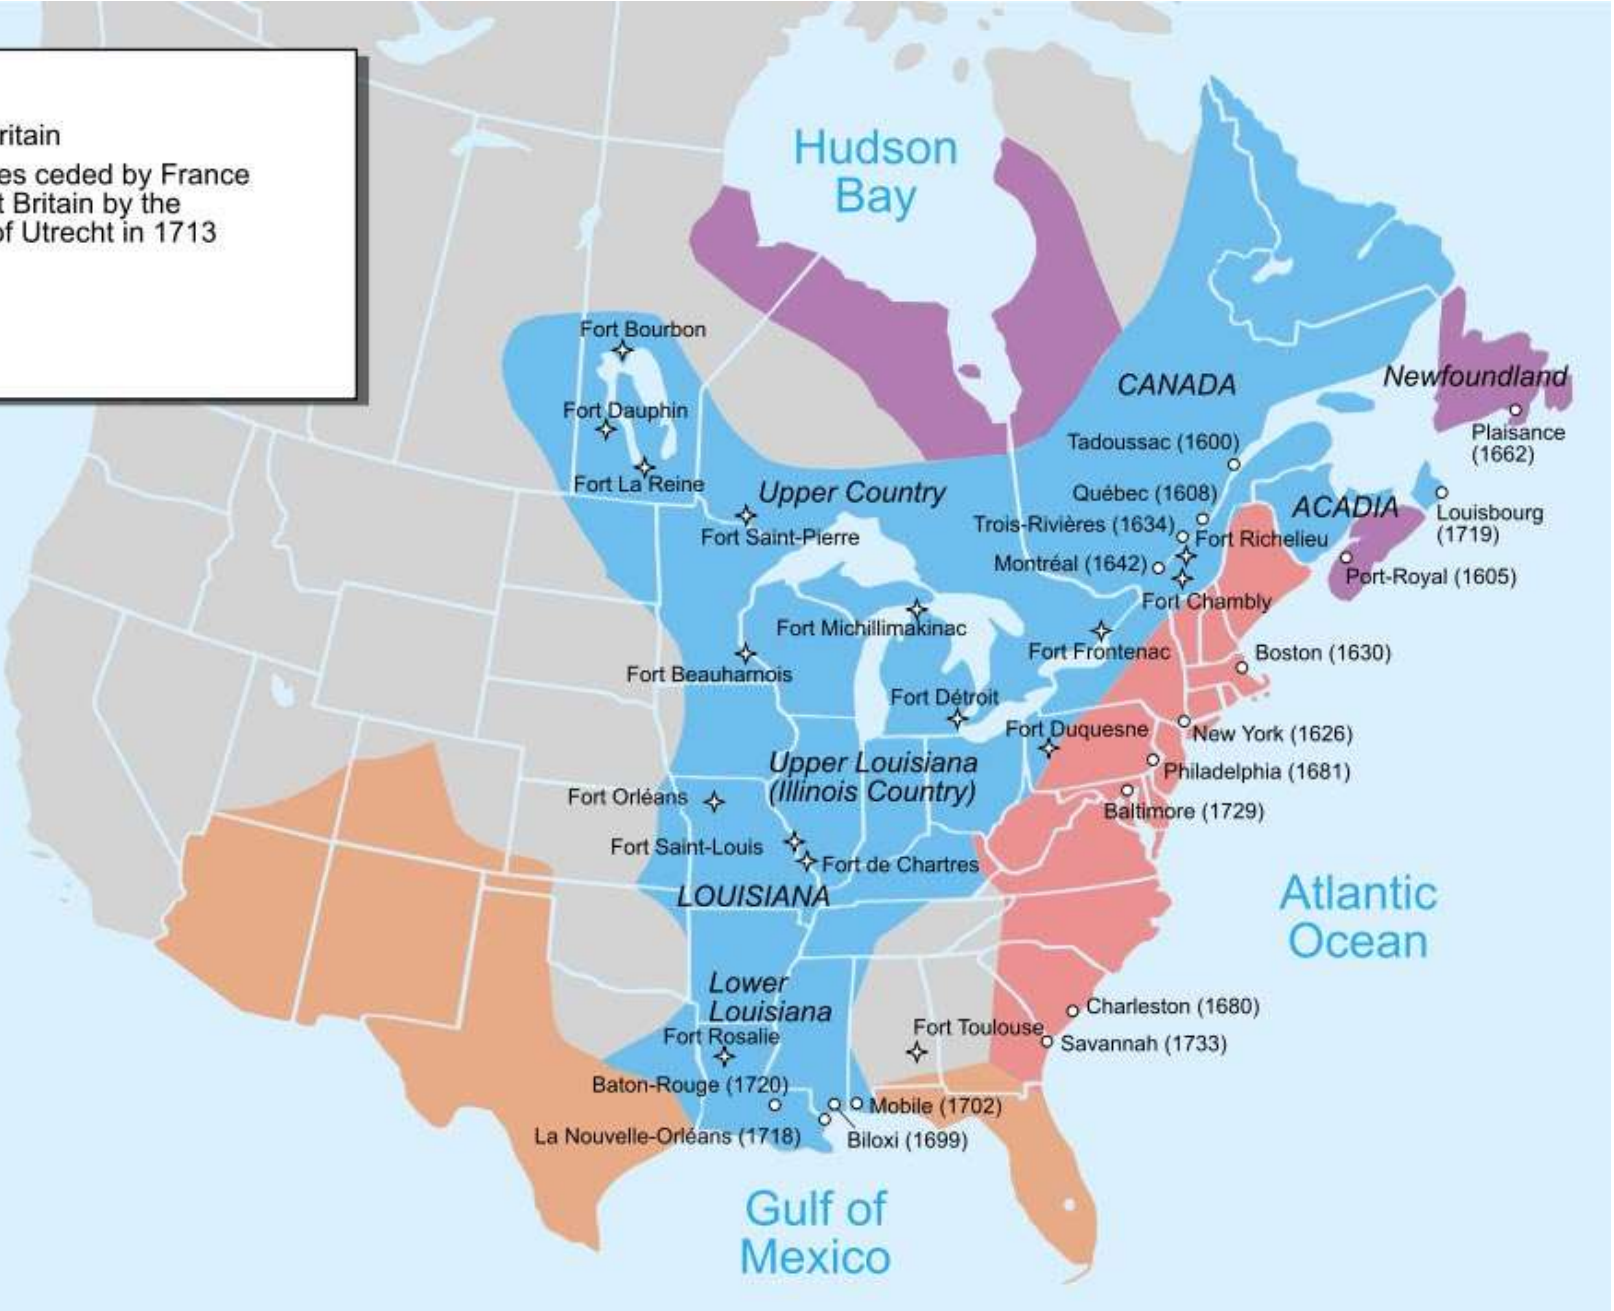 ritain
es ceded by France
t Britain by the
of Utrecht in 1713
Hudson
Bay
Fort Bourbon
Fort Dauphin
Fort La Reine
CANADA
Newfoundland
Plaisance
(1662)
Tadoussac (1600)
Upper Country
Québec (1608)
ACADIA
Louisbourg
(1719)
Trois-Rivières (1634)
Fort Richelieu
Fort Saint-Pierre
Montréal (1642)
Port-Royal (1605)
Fort Chambly
Fort Michillimakinac
Fort Frontenac
Boston (1630)
Fort Beauharnois
Fort Détroit
Fort Duquesne
New York (1626)
Upper Louisiana
(Illinois Country)
Philadelphia (1681)
Fort Orléans
Baltimore (1729)
Fort Saint-Louis
Fort de Chartres
LOUISIANA
Atlantic
Ocean
Lower
Louisiana
Charleston (1680)
Fort Rosalie
Fort Toulouse
Savannah (1733)
Baton-Rouge (1720)
Mobile (1702)
La Nouvelle-Orléans (1718)
Biloxi (1699)
Gulf of
Mexico